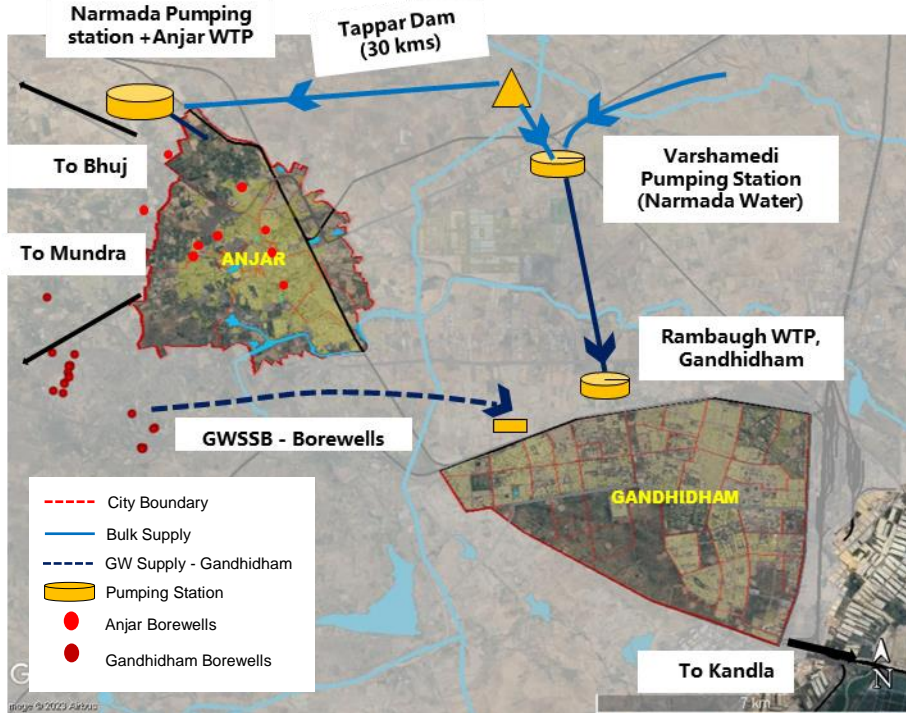 Narmada Pumping
station +Anjar WTP
Tappar Dam
(30 kms)
To Bhuj
Varshamedi
Pumping Station
(Narmada Water)
To Mundra
ANJAR
Rambaugh WTP,
Gandhidham
GWSSB - Borewells
GANDHIDHAM
City Boundary
Bulk Supply
GW Supply - Gandhidham
Pumping Station
Anjar Borewells
Gandhidham Borewells
To Kandla
N
G
mage © 2023 Airbus
7 km